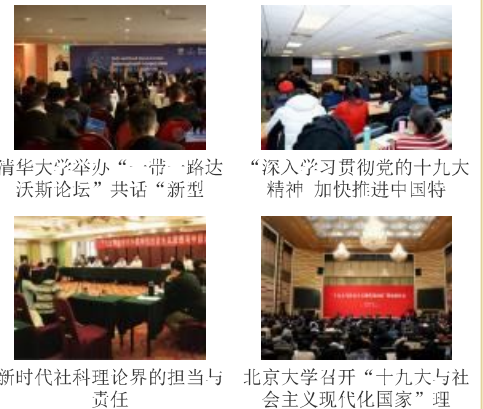 清华大学举办“一带一路达
沃斯论坛”共话“新型
“深入学习贯彻党的十九大
精神 加快推进中国特
新时代社科理论界的担当与
责任
北京大学召开“十九大与社
会主义现代化国家”理